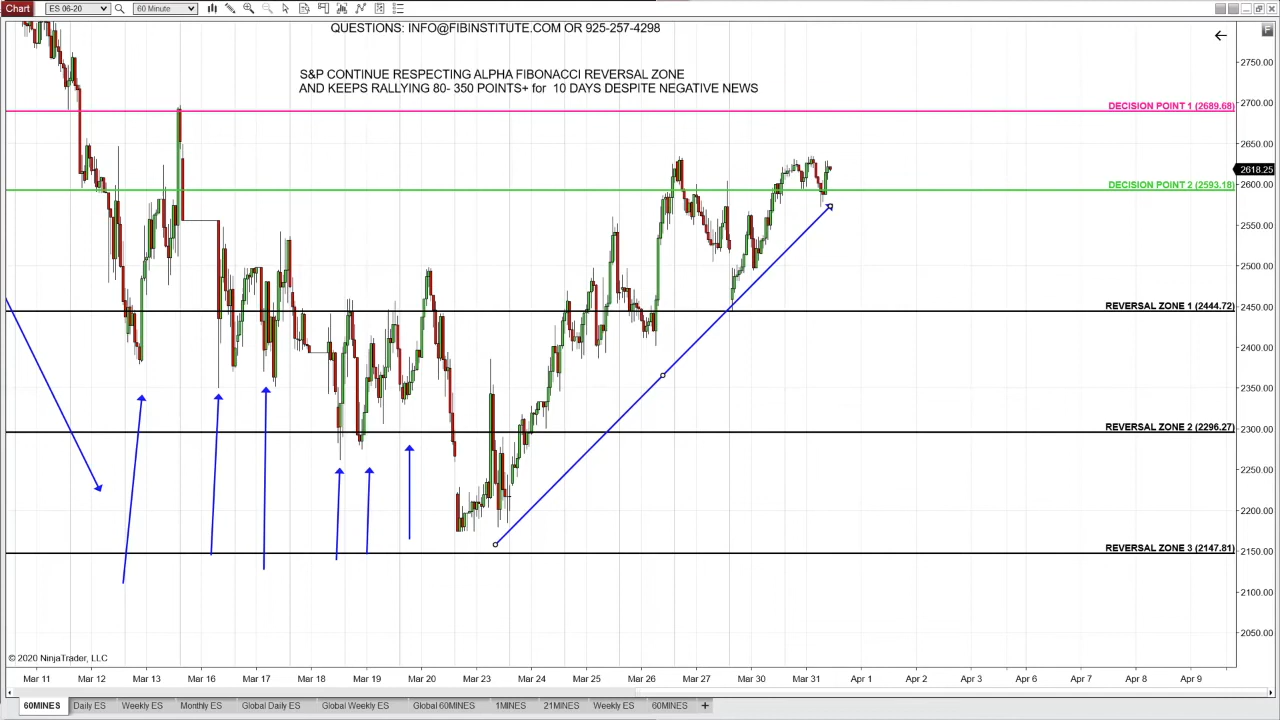 Chart
ES 06-20
60 Minute
QUESTIONS: INFO@FIBINSTITUTE.COM OR 925-257-4298
S&P CONTINUE RESPECTING ALPHA FIBONACCI REVERSAL ZONE
AND KEEPS RALLYING 80- 350 POINTS+ for 10 DAYS DESPITE NEGATIVE NEWS
F
2750.00
DECISION POINT 1 (2689.68)
2700.00
2650.00
2618.25
DECISION POINT 2 (2593.18)
2600.00
2550.00
2500.00
REVERSAL ZONE 1 (2444.72)
2450.00
2400.00
2350.00
REVERSAL ZONE 2 (2296.27)
2300.00
2250.00
2200.00
REVERSAL ZONE 3 (2147.81)
2150.00
2100.00
2050.00
© 2020 NinjaTrader, LLC
Mar 11 Mar 12 Mar 13 Mar 16 Mar 17 Mar 18 Mar 19 Mar 20 Mar 23 Mar 24 Mar 25 Mar 26 Mar 27 Mar 30 Mar 31 Apr 1 Apr 2 Apr 3 Apr 6 Apr 7 Apr 8 Apr 9
60MINES Daily ES Weekly ES Monthly ES Global Daily ES Global Weekly ES Global 60MINES 1MINES 21MINES Weekly ES 60MINES +